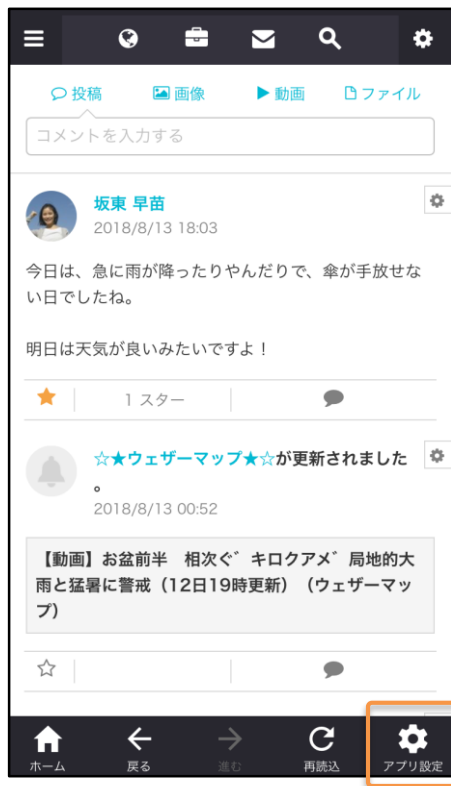 投稿 画像 動画 ファイル
コメントを入力する
坂東 早苗
2018/8/13 18:03
今日は、急に雨が降ったりやんだりで、傘が手放せな
い日でしたね。
明日は天気が良いみたいですよ！
1 スター
☆★ウェザーマップ★☆が更新されました
。
2018/8/13 00:52
【動画】お盆前半　相次ぐ゛キロクアメ゛局地的大
雨と猛暑に警戒（12日19時更新）（ウェザーマッ
プ）
ホーム 戻る 進む 再読込 アプリ設定